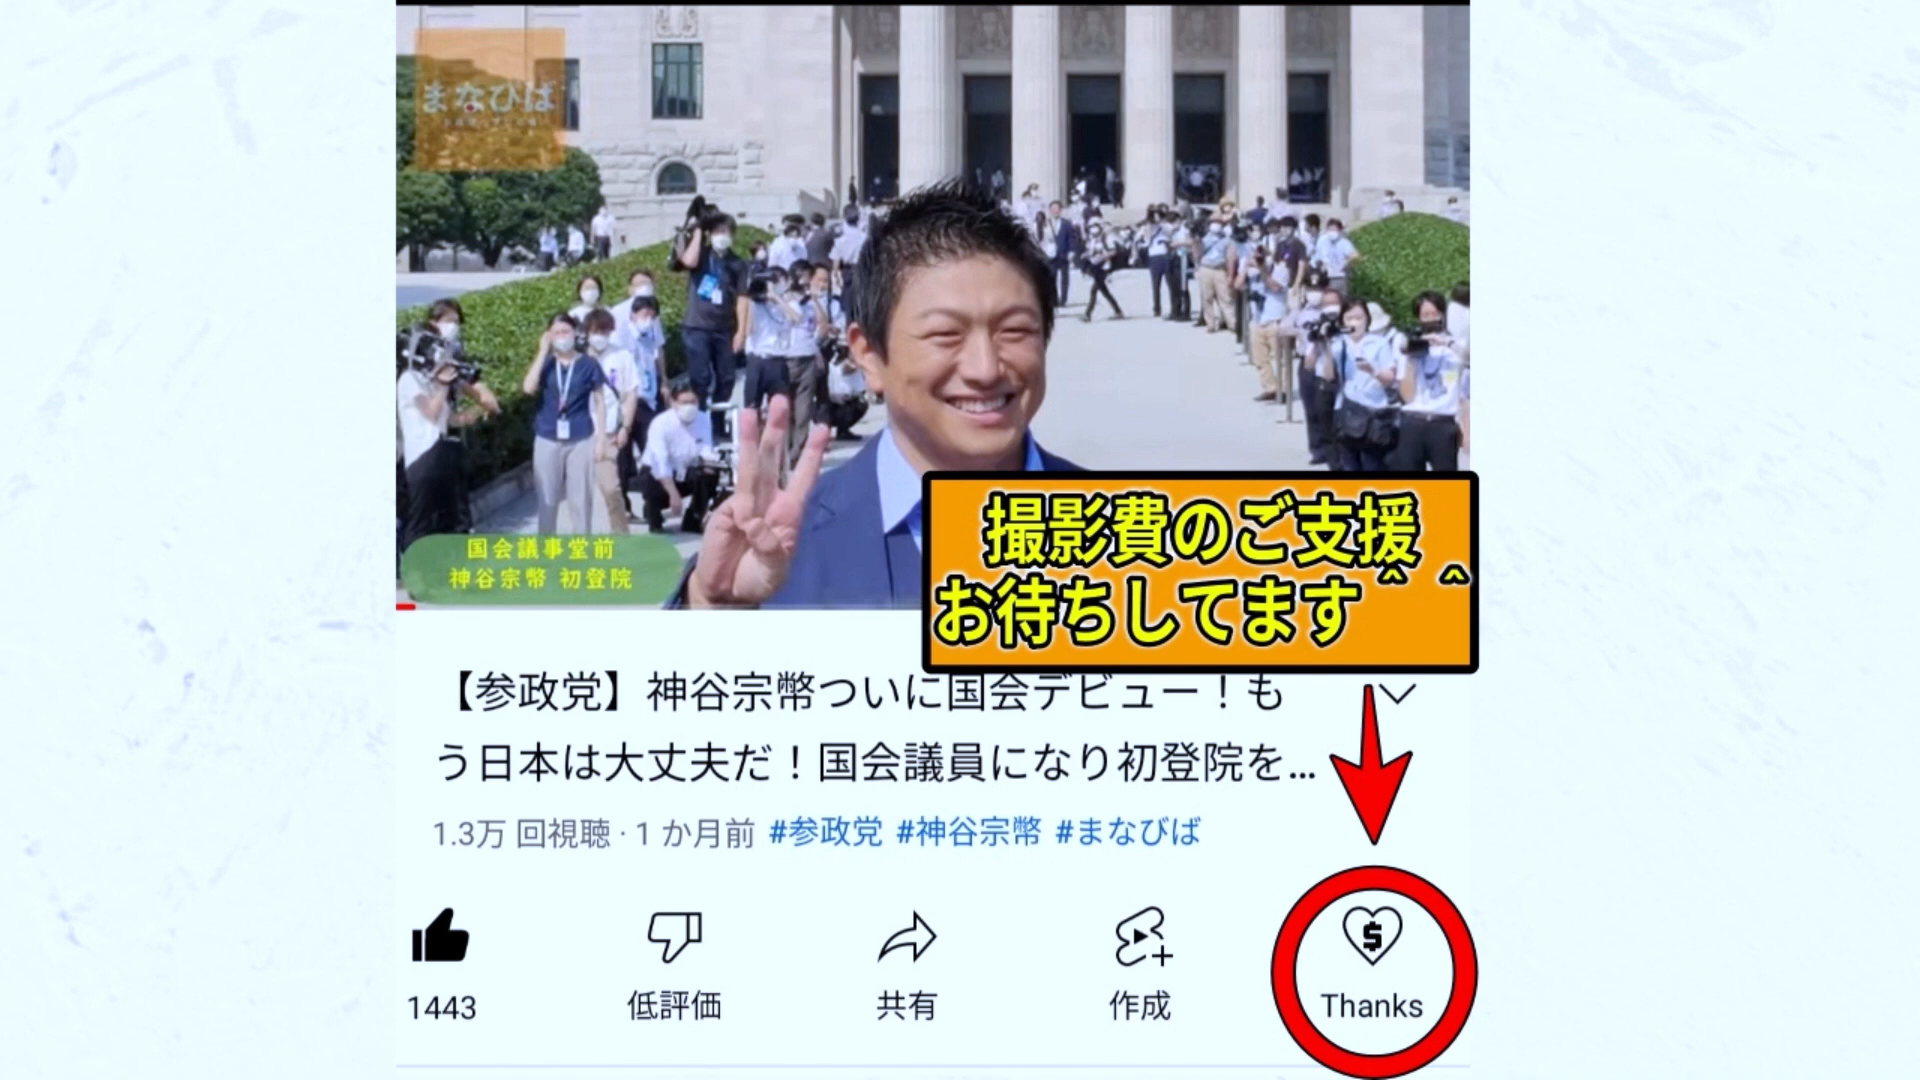 まなびば
国会議事堂前
神谷宗幣 初登院
撮影費のご支援
お待ちしてます^ ^
【参政党】神谷宗幣ついに国会デビュー！も
う日本は大丈夫だ！国会議員になり初登院を...
1.3万 回視聴・1 か月前 #参政党 #神谷宗幣 #まなびば
1443
低評価
共有
作成
$
Thanks